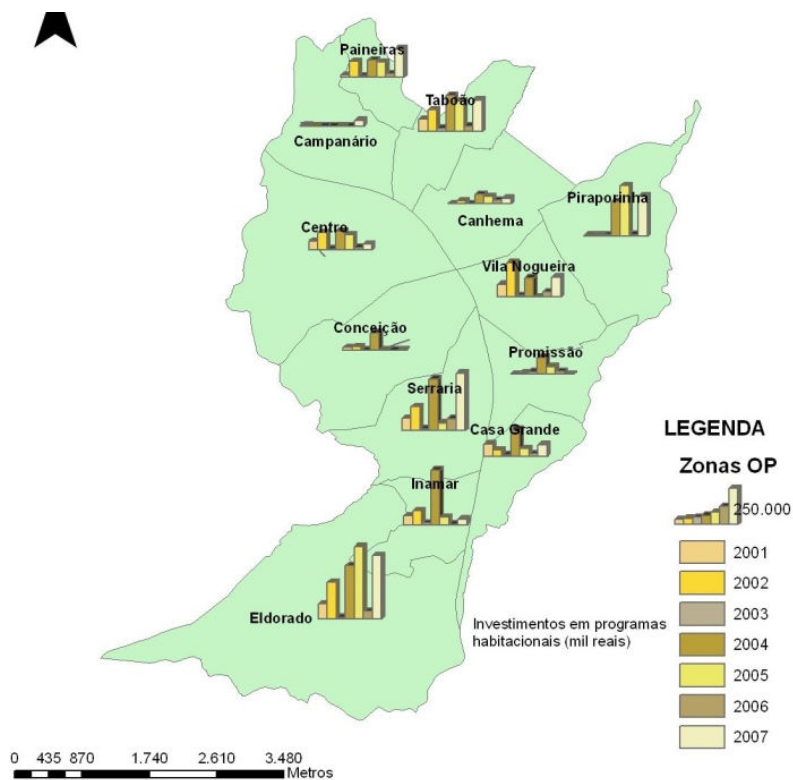 Paineiras
Taboão
Campanário
Piraporinha
Canhema
Centro
Vila Nogueira
Conceição
Promissão
Serraria
Casa Grande
Inamar
Eldorado
LEGENDA
Zonas OP
250.000
2001
2002
2003
2004
2005
2006
2007
Investimentos em programas
habitacionais (mil reais)
0 435 870 1.740 2.610 3.480
Metros